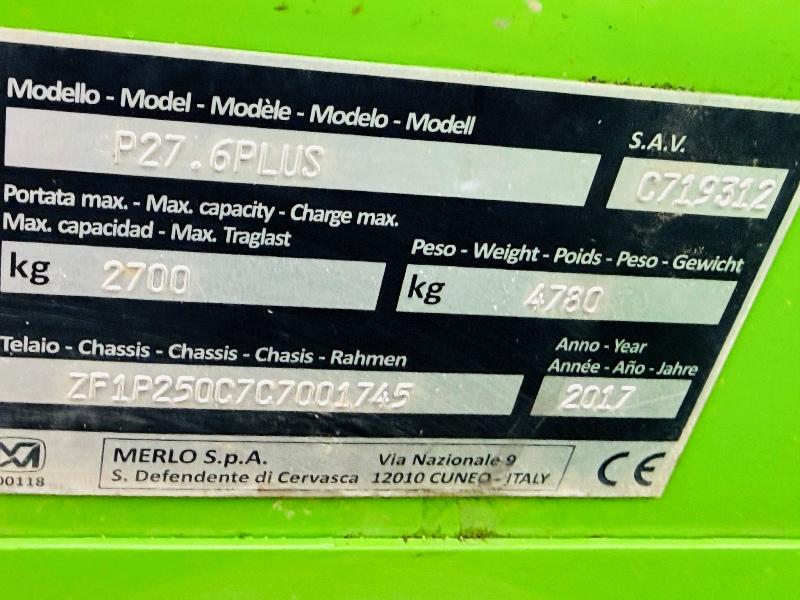 Modello - Model - Modèle - Modelo - Modell
S.A.V.
P27.6PLUS
C719312
Portata max. - Max. capacity - Charge max.
Max. capacidad - Max. Traglast
Peso - Weight - Poids - Peso - Gewicht
kg 2700
kg 4780
Telaio - Chassis - Chassis - Chasis - Rahmen
Anno - Year
Année - Año - Jahre
ZF1P250C7C7001745
2017
MERLO S.p.A.
Via Nazionale 9
S. Defendente di Cervasca
12010 CUNEO - ITALY
00118
CE